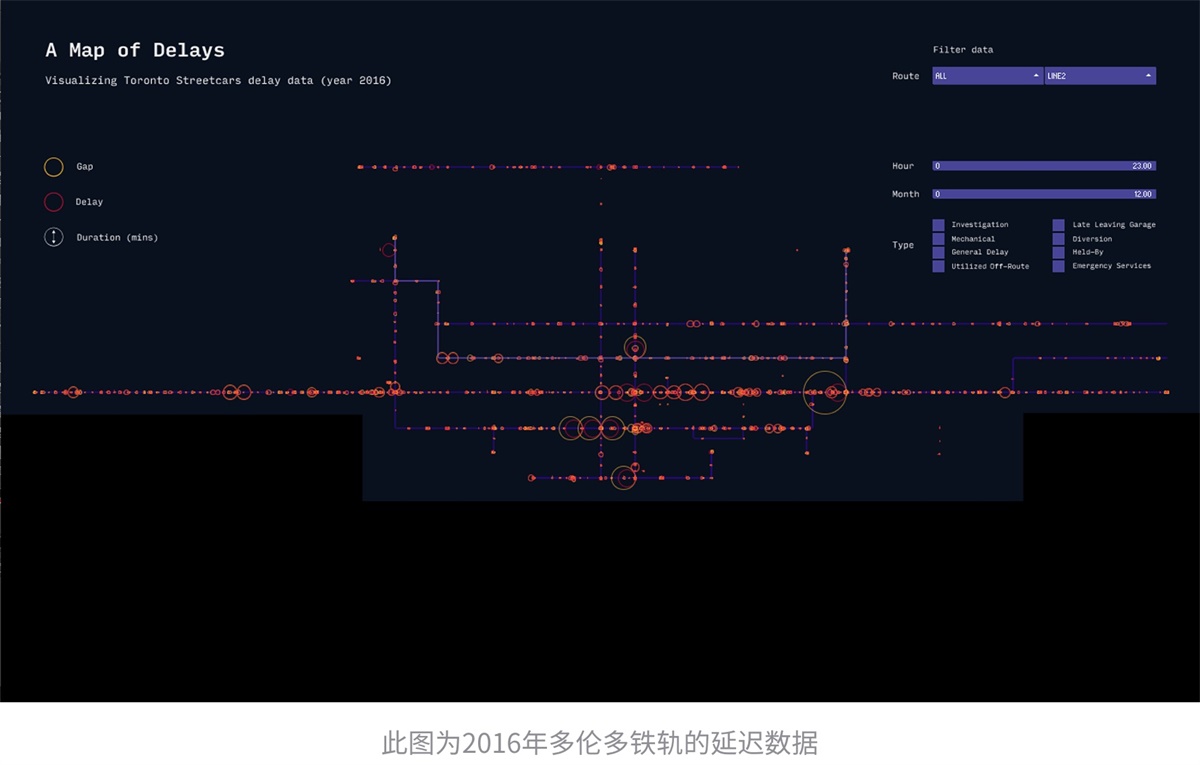 A Map of Delays
Visualizing Toronto Streetcars delay data (year 2016)
Filter data
Route
ALL
LINE2
Gap
Delay
Duration (mins)
Hour
0
23.00
Month
0
12.00
Type
Investigation
Late Leaving Garage
Mechanical
Diversion
General Delay
Held-By
Utilized Off-Route
Emergency Services
此图为2016年多伦多铁轨的延迟数据